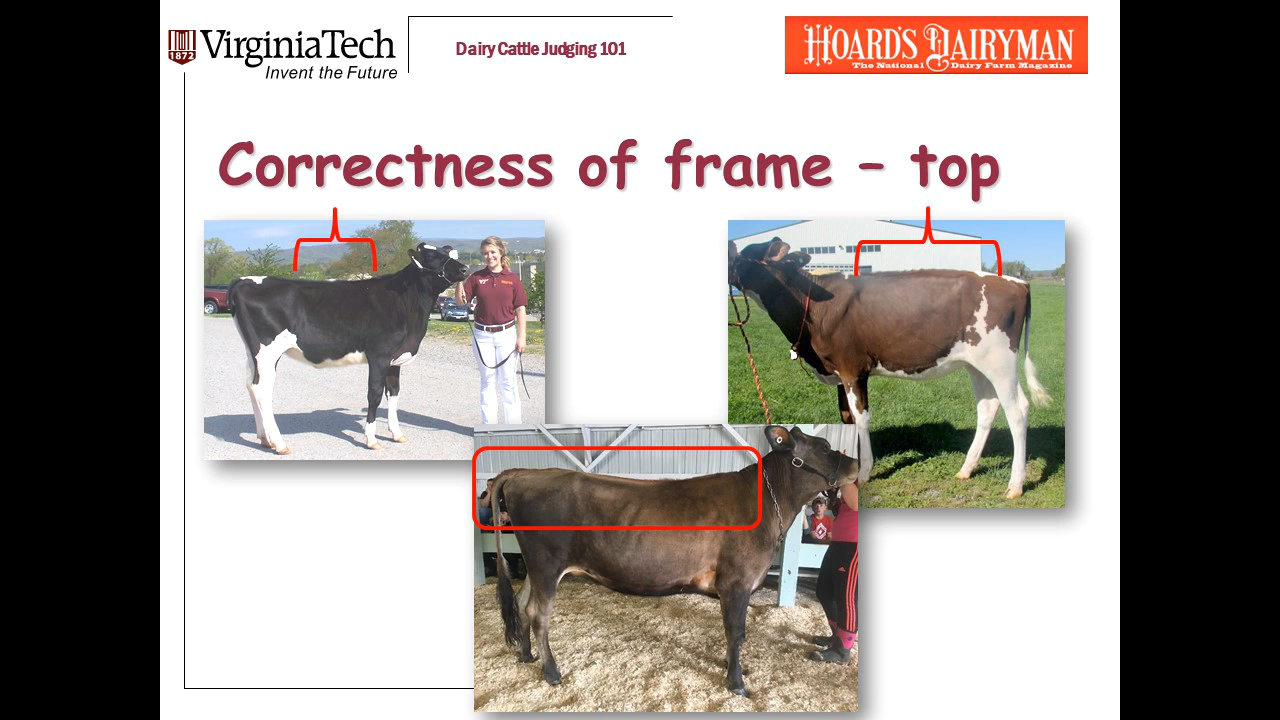 VirginiaTech
1872
Invent the Future
Dairy Cattle Judging 101
HOARD'S DAIRYMAN
The National Dairy Farm Magazine
Correctness of frame – top